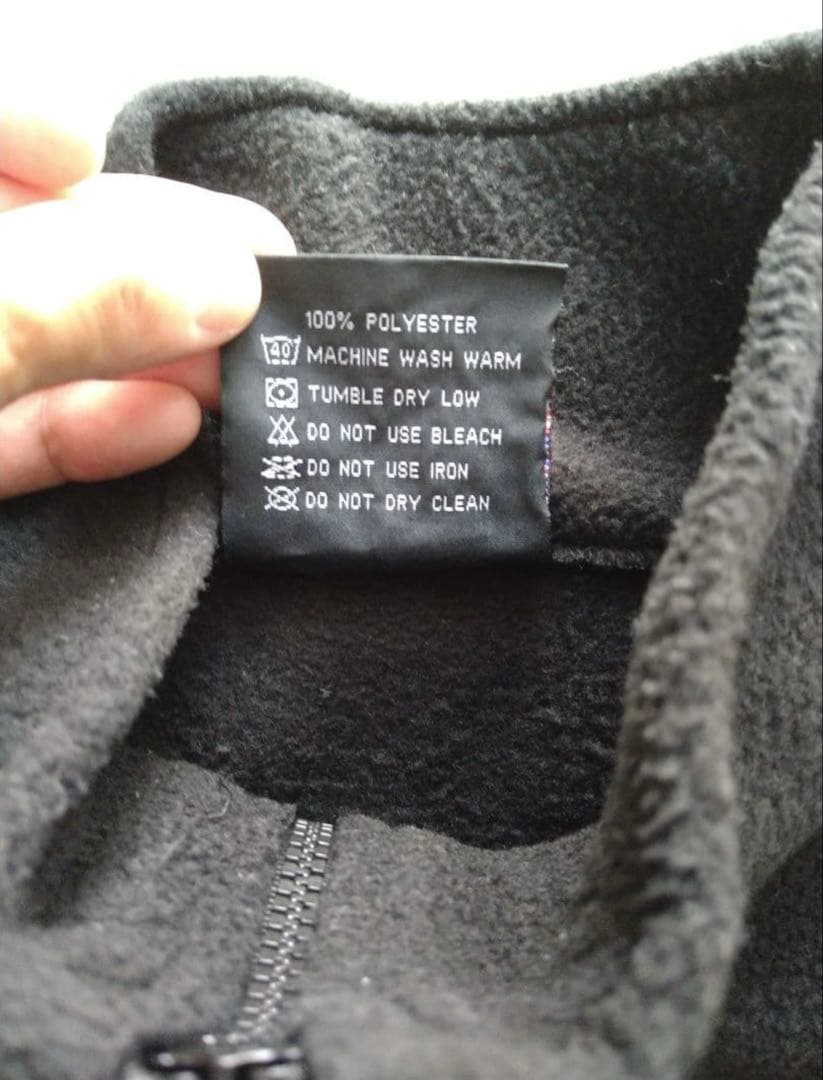 100% POLYESTER
40 MACHINE WASH WARM
TUMBLE DRY LOW
DO NOT USE BLEACH
DO NOT USE IRON
DO NOT DRY CLEAN